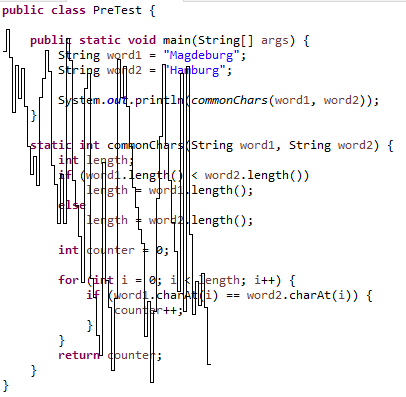 public class PreTest {
public static void main(String[] args) {
String word1 = "Magdeburg";
String word2 = "Hamburg";
System.out.println(commonChars(word1, word2));
}
static int commonChars(String word1, String word2) {
int length;
if (word1.length() < word2.length())
length = word1.length();
else
length = word2.length();
int counter = 0;
for (int i = 0; i < length; i++) {
if (word1.charAt(i) == word2.charAt(i)) {
counter++;
}
}
return counter;
}
}